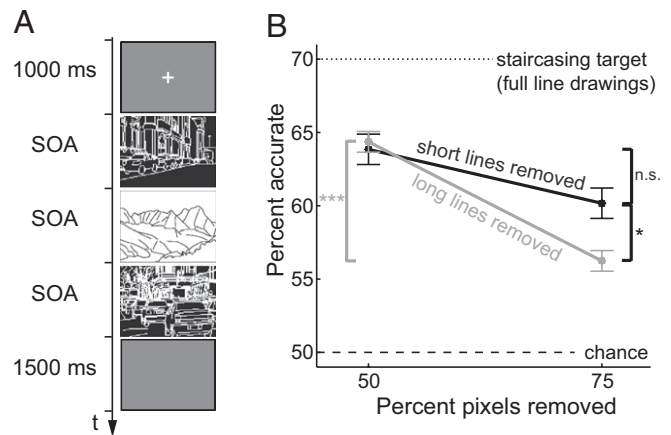 A
1000 ms
SOA
SOA
SOA
1500 ms
t
B
Percent accurate
70
65
60
55
50
staircasing target
(full line drawings)
short lines removed
long lines removed
***
n.s.
*
chance
50
75
Percent pixels removed